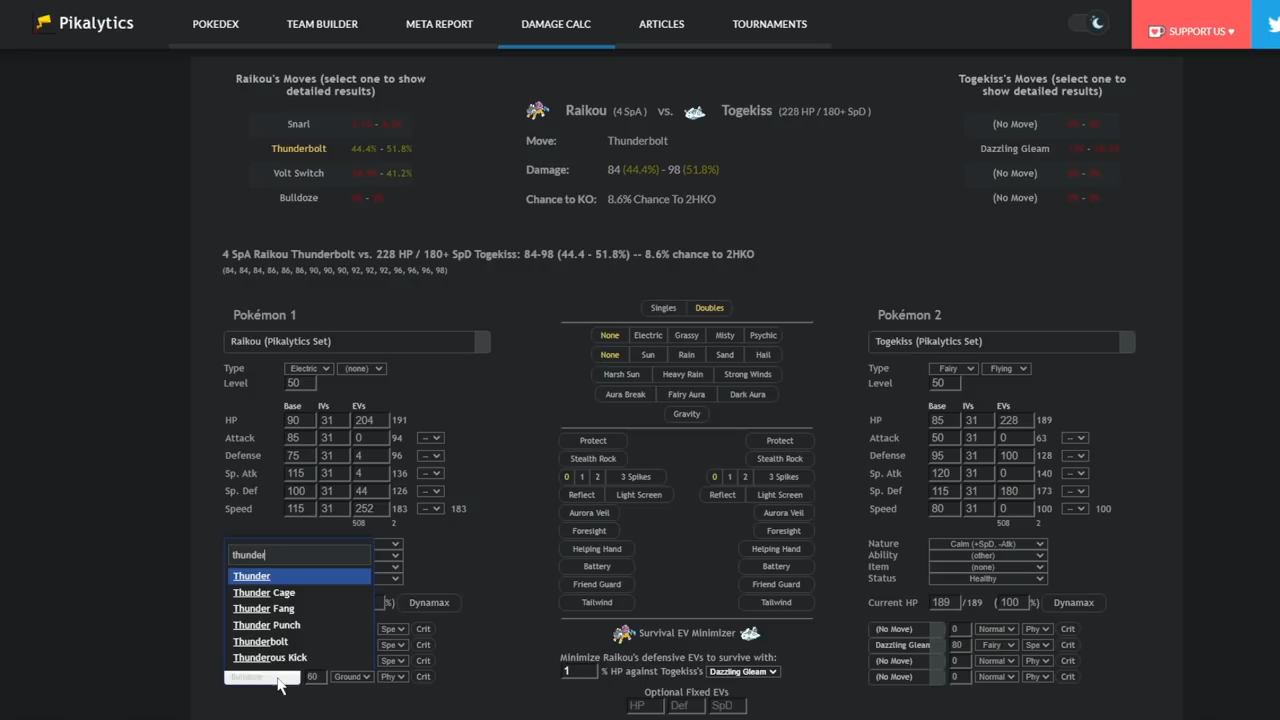 Pikalytics
POKEDEX TEAM BUILDER META REPORT DAMAGE CALC ARTICLES TOURNAMENTS
SUPPORT US ♥
Raikou's Moves (select one to show
detailed results)
Snarl
Thunderbolt 44.4% - 51.8%
Volt Switch - 41.2%
Bulldoze
Raikou (4 SpA ) VS. Togekiss (228 HP / 180+ SpD )
Move: Thunderbolt
Damage: 84 (44.4%) - 98 (51.8%)
Chance to KO: 8.6% Chance To 2HKO
Togekiss's Moves (select one to
show detailed results)
(No Move)
Dazzling Gleam
(No Move)
(No Move)
4 SpA Raikou Thunderbolt vs. 228 HP / 180+ SpD Togekiss: 84-98 (44.4 - 51.8%) -- 8.6% chance to 2HKO
(84, 84, 84, 86, 86, 86, 90, 90, 90, 92, 92, 92, 96, 96, 96, 98)
Pokémon 1
Raikou (Pikalytics Set)
Type Electric (none)
Level 50
Base IVs EVs
HP 90 31 204 191
Attack 85 31 0 94 --
Defense 75 31 4 96 --
Sp. Atk 115 31 4 136 --
Sp. Def 100 31 44 126 --
Speed 115 31 252 183 -- 183
508 2
thunder
Thunder
Thunder Cage
Thunder Fang
Thunder Punch
Thunderbolt
Thunderous Kick
%) Dynamax
Spe Crit
Spe Crit
Spe Crit
Bulldoze 60 Ground Phy Crit
Singles Doubles
None Electric Grassy Misty Psychic
None Sun Rain Sand Hail
Harsh Sun Heavy Rain Strong Winds
Aura Break Fairy Aura Dark Aura
Gravity
Protect Protect
Stealth Rock Stealth Rock
0 1 2 3 Spikes 0 1 2 3 Spikes
Reflect Light Screen Reflect Light Screen
Aurora Veil Aurora Veil
Foresight Foresight
Helping Hand Helping Hand
Battery Battery
Friend Guard Friend Guard
Tailwind Tailwind
Survival EV Minimizer
Minimize Raikou's defensive EVs to survive with:
1 % HP against Togekiss's Dazzling Gleam
Optional Fixed EVs
HP Def SpD
Pokémon 2
Togekiss (Pikalytics Set)
Type Fairy Flying
Level 50
Base IVs EVs
HP 85 31 228 189
Attack 50 31 0 63 --
Defense 95 31 100 128 --
Sp. Atk 120 31 0 140 --
Sp. Def 115 31 180 173 --
Speed 80 31 0 100 -- 100
508 2
Nature Calm (+SpD, -Atk)
Ability (other)
Item (none)
Status Healthy
Current HP 189 /189 ( 100 %) Dynamax
(No Move) 0 Normal Phy Crit
Dazzling Gleam 80 Fairy Spe Crit
(No Move) 0 Normal Phy Crit
(No Move) 0 Normal Phy Crit